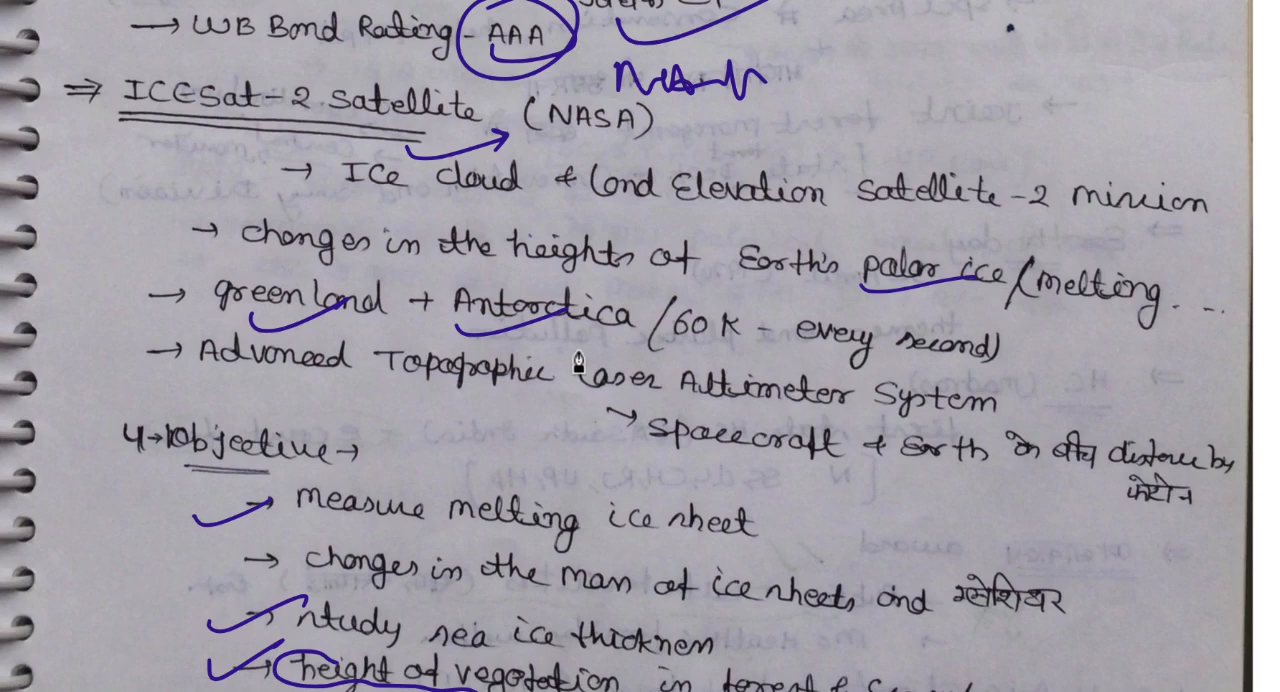 → WB Bond Rating - AAA
⇒ ICESat-2 Satellite (NASA)
→ ICe cloud & Land Elevation Satellite-2 mission
→ changes in the heights of Earth's polar ice/melting...
→ greenland + Antarctica /60K - every second)
→ Advanced Topographic Laser Altimeter System
→ Spacecraft & Earth के बीच distance by
फोटोन
4→ Objective →
→ measure melting ice sheet
→ changes in the mass of ice sheets and ग्लेशियर
→ study sea ice thickness
→ height of vegetation in forest &